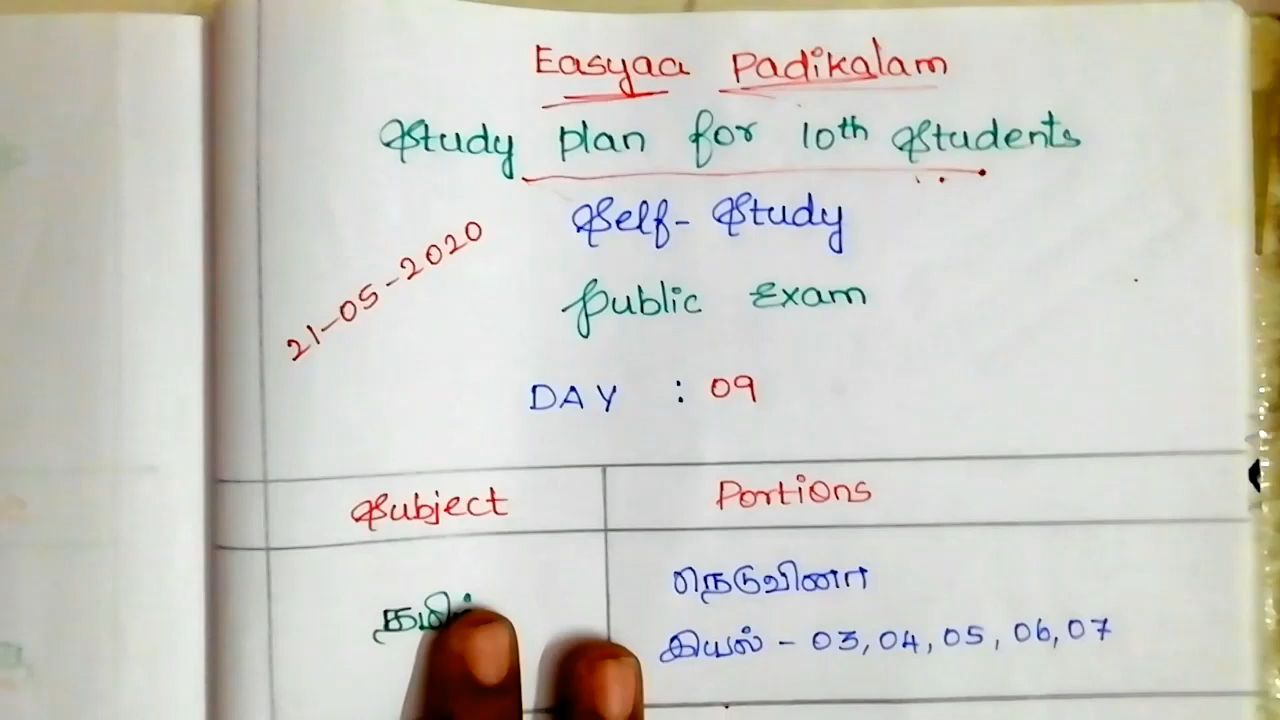 Easyaa Padikalam
Study plan for 10th Students
Self-Study
21-05-2020
Public Exam
DAY : 09
Subject Portions
நெடுவினா
இயல் - 03, 04, 05, 06, 07